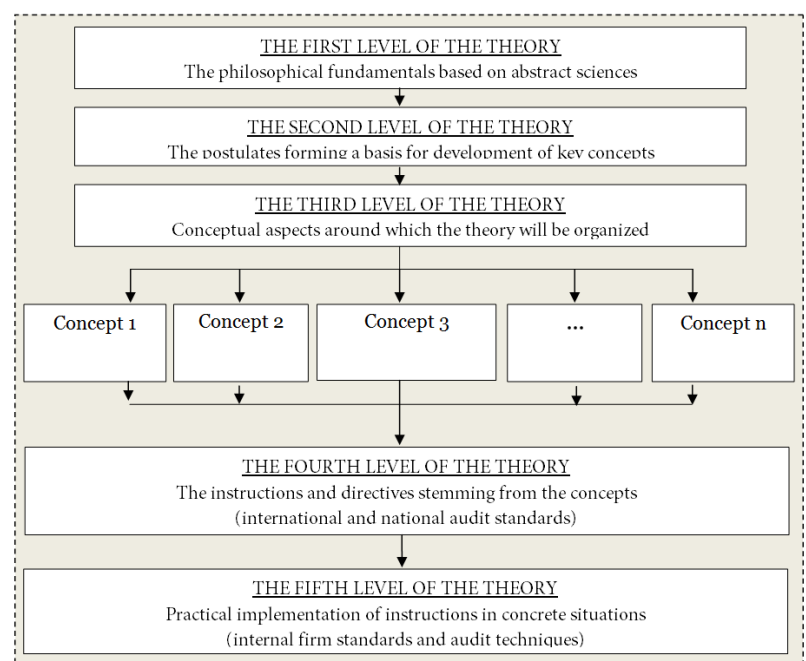 THE FIRST LEVEL OF THE THEORY
The philosophical fundamentals based on abstract sciences
THE SECOND LEVEL OF THE THEORY
The postulates forming a basis for development of key concepts
THE THIRD LEVEL OF THE THEORY
Conceptual aspects around which the theory will be organized
Concept 1
Concept 2
Concept 3
...
Concept n
THE FOURTH LEVEL OF THE THEORY
The instructions and directives stemming from the concepts
(international and national audit standards)
THE FIFTH LEVEL OF THE THEORY
Practical implementation of instructions in concrete situations
(internal firm standards and audit techniques)